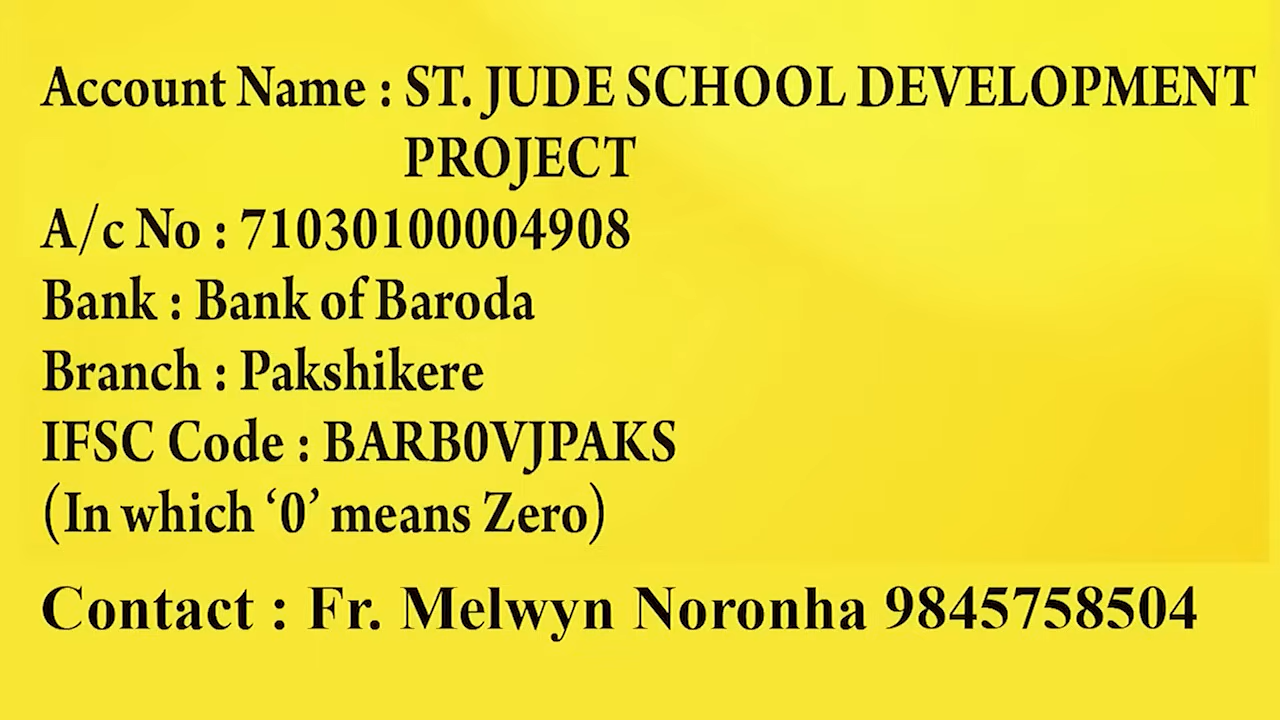 Account Name : ST. JUDE SCHOOL DEVELOPMENT
PROJECT
A/c No : 71030100004908
Bank : Bank of Baroda
Branch : Pakshikere
IFSC Code : BARB0VJPAKS
(In which ‘0’ means Zero)
Contact : Fr. Melwyn Noronha 9845758504